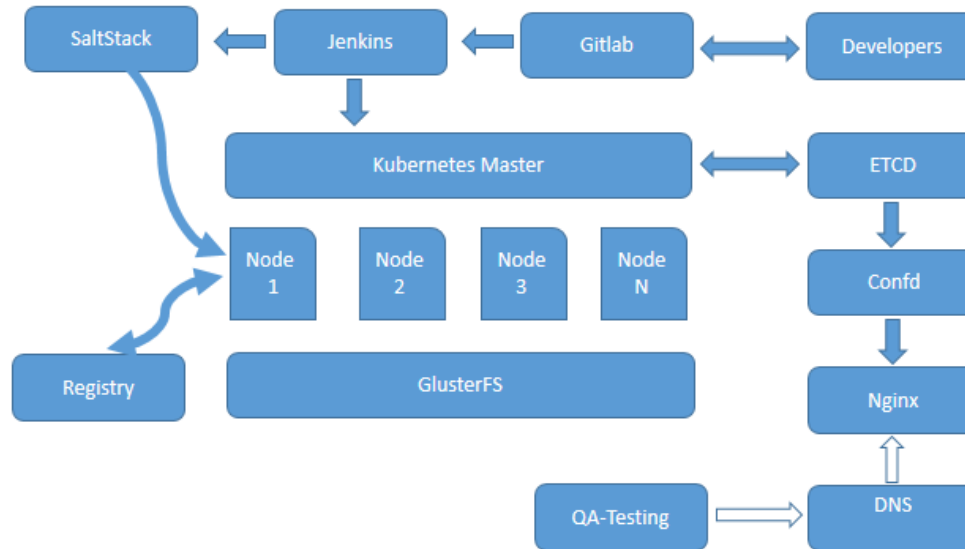 SaltStack
Jenkins
Gitlab
Developers
Kubernetes Master
ETCD
Node
1
Node
2
Node
3
Node
N
Confd
Registry
GlusterFS
Nginx
QA-Testing
DNS